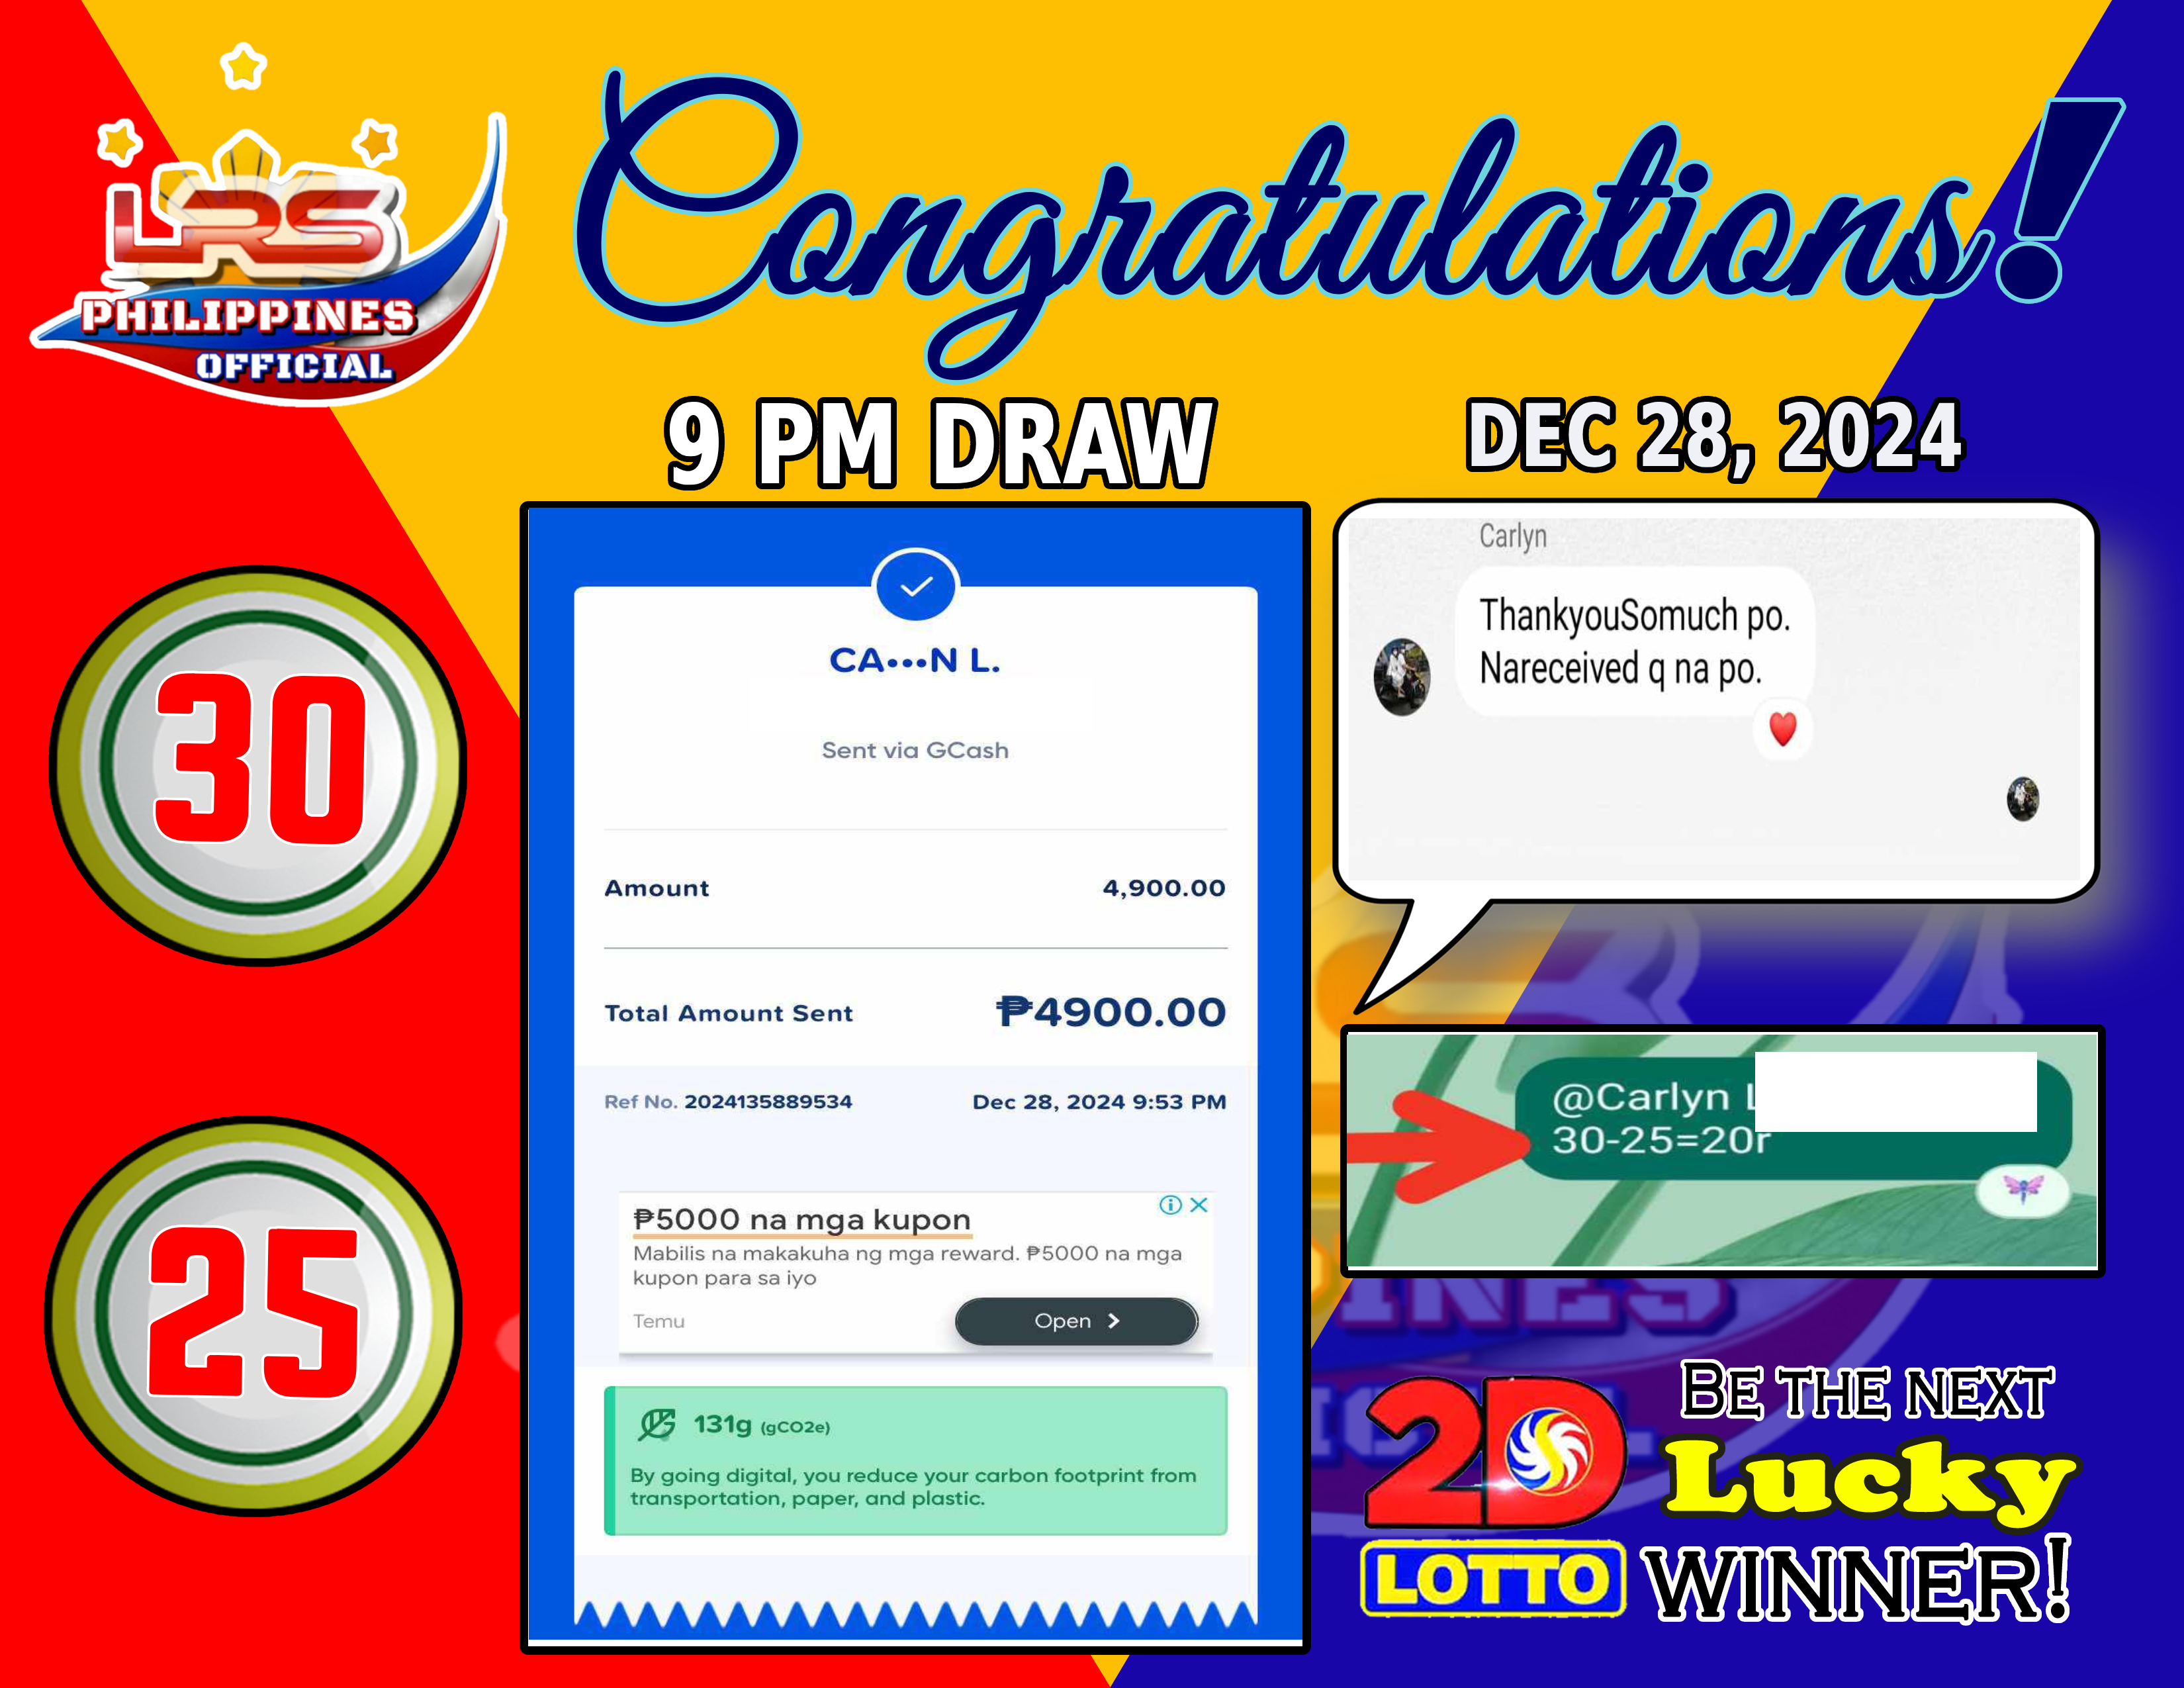 LRS
PHILIPPINES
OFFICIAL
Congratulations!
9 PM DRAW
DEC 28, 2024
30
25
CA•••N L.
Sent via GCash
Amount 4,900.00
Total Amount Sent ₱4900.00
Ref No. 2024135889534 Dec 28, 2024 9:53 PM
₱5000 na mga kupon
Mabilis na makakuha ng mga reward. ₱5000 na mga
kupon para sa iyo
Temu
Open
131g (gCO2e)
By going digital, you reduce your carbon footprint from
transportation, paper, and plastic.
Carlyn
ThankyouSomuch po.
Nareceived q na po.
@Carlyn L
30-25=20r
2D
LOTTO
BE THE NEXT
Lucky
WINNER!